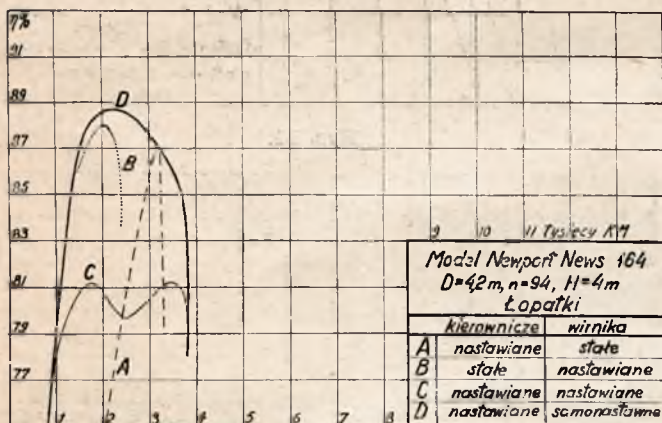 η%
91
89
87
85
83
81
79
77
D
B
C
A
1 2 3 4 5 6 7 8
9 10 11 Tysięcy KM
Model Newport News 164
D=4,2m, n=94, H=4m
Łopatki
kierownicze wirnika
A nastawiane stałe
B stałe nastawiane
C nastawiane nastawiane
D nastawiane samonastawne